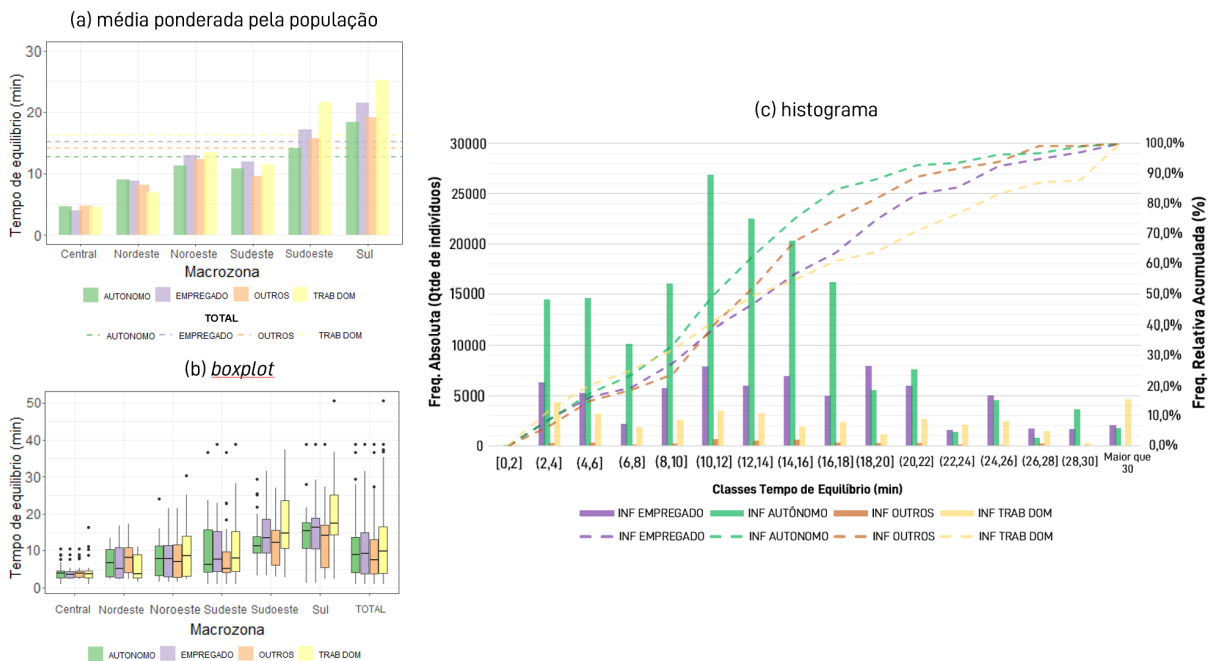 (a) média ponderada pela população
Tempo de equilíbrio (min)
30
20
10
0
Central Nordeste Noroeste Sudeste Sudoeste Sul
Macrozona
AUTONOMO EMPREGADO OUTROS TRAB DOM
TOTAL
AUTONOMO EMPREGADO OUTROS TRAB DOM
(b) boxplot
Tempo de equilíbrio (min)
50
40
30
20
10
0
Central Nordeste Noroeste Sudeste Sudoeste Sul TOTAL
Macrozona
AUTONOMO EMPREGADO OUTROS TRAB DOM
(c) histograma
Freq. Absoluta (Qtde de indivíduos)
30000
25000
20000
15000
10000
5000
0
100,0%
90,0%
80,0%
70,0%
60,0%
50,0%
40,0%
30,0%
20,0%
10,0%
0,0%
Freq. Relativa Acumulada (%)
[0,2] (2,4] (4,6] (6,8] (8,10] (10,12] (12,14] (14,16] (16,18] (18,20] (20,22] (22,24] (24,26] (26,28] (28,30] Maior que
30
Classes Tempo de Equilíbrio (min)
INF EMPREGADO INF AUTÔNOMO INF OUTROS INF TRAB DOM
INF EMPREGADO INF AUTONOMO INF OUTROS INF TRAB DOM